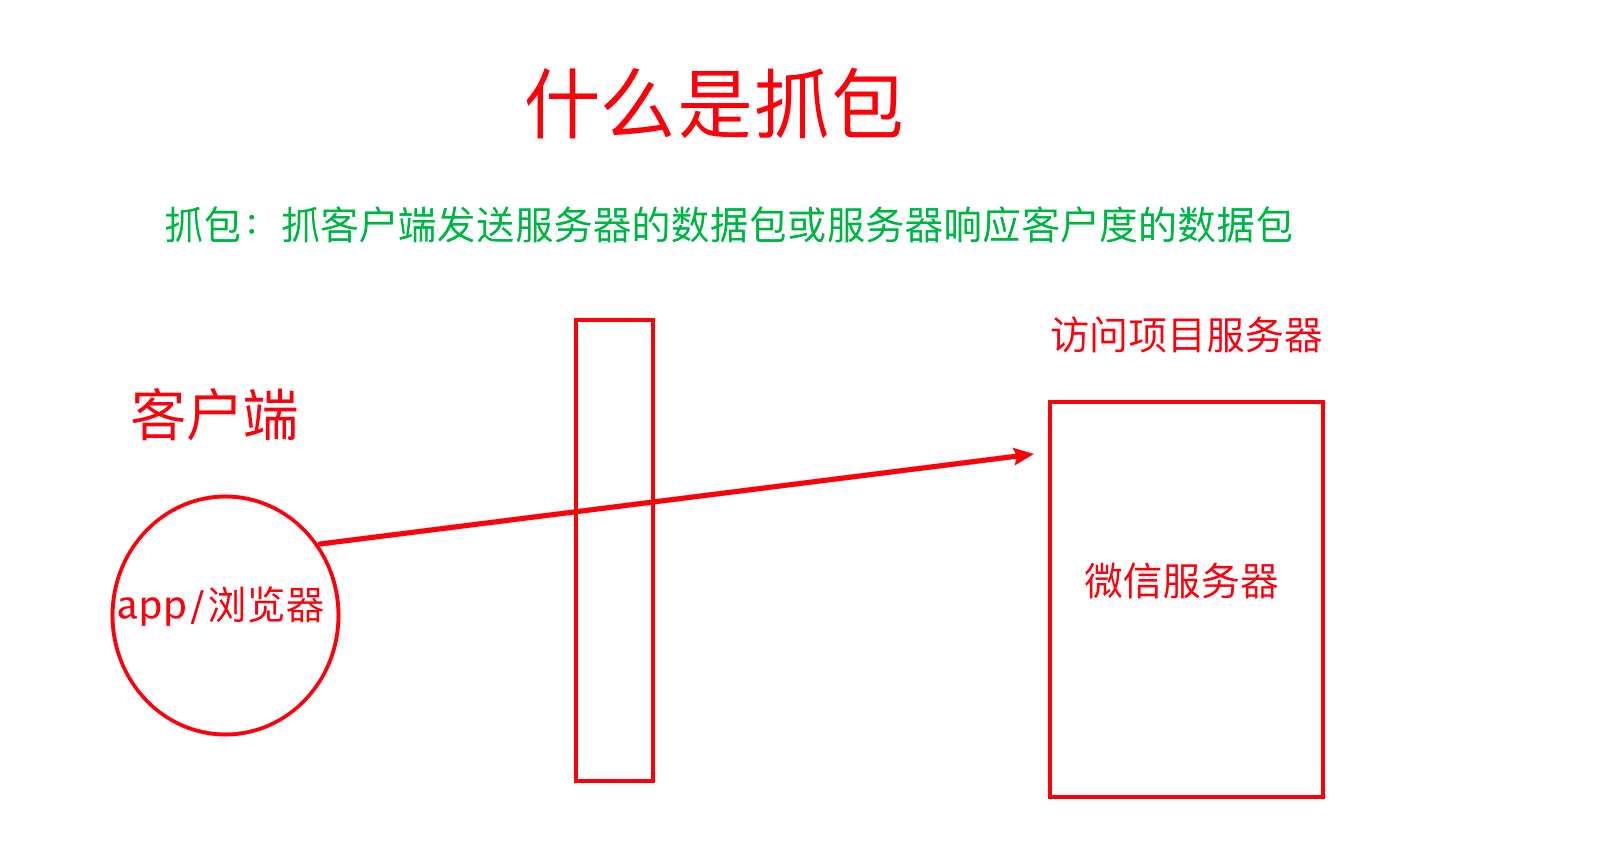 什么是抓包
抓包：抓客户端发送服务器的数据包或服务器响应客户度的数据包
访问项目服务器
客户端
微信服务器
app/浏览器